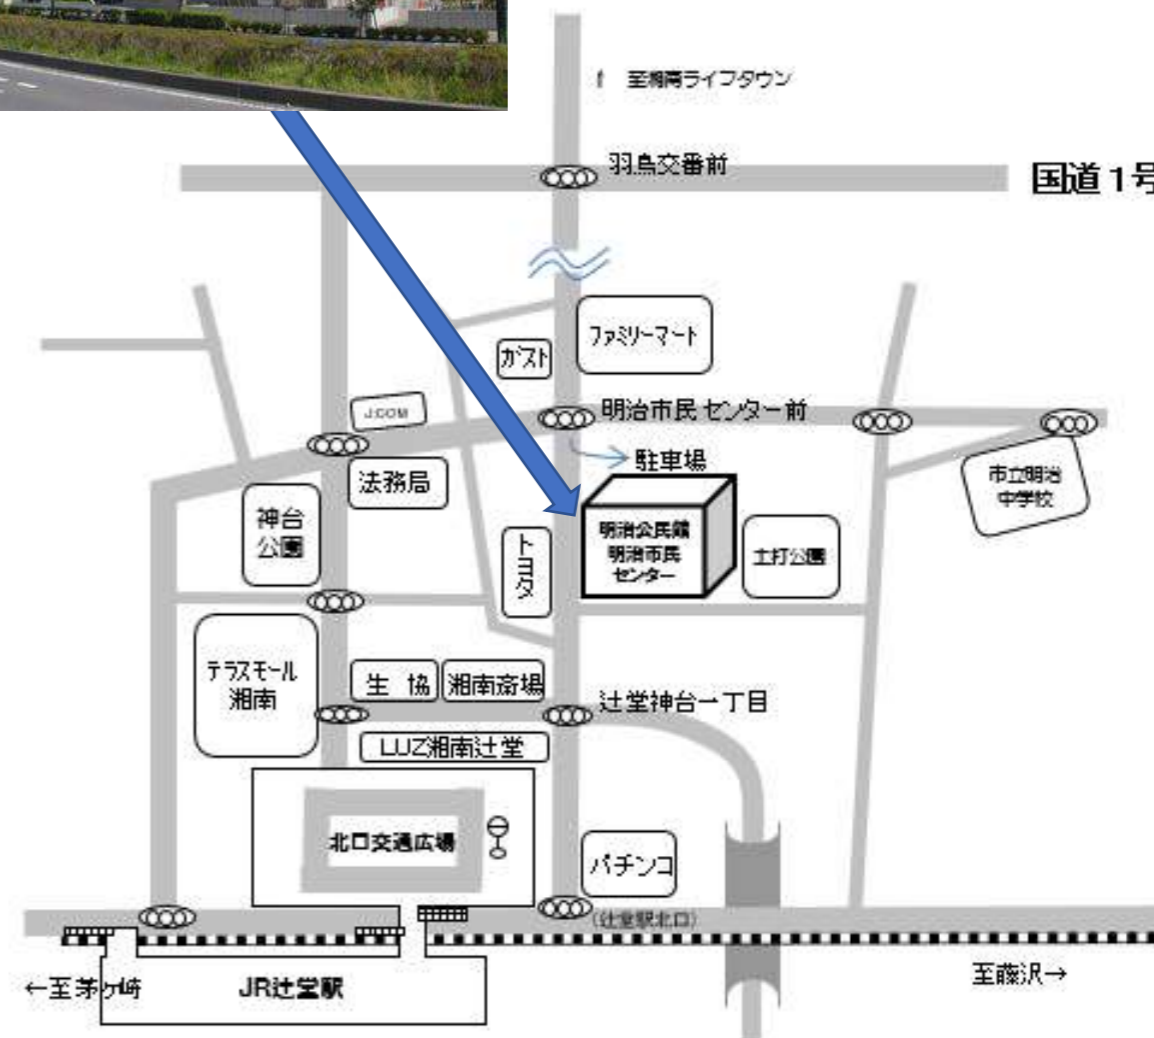 ↑ 至湘南ライフタウン
羽鳥交番前
国道1号
ファミリーマート
ガスト
J:COM
明治市民センター前
駐車場
法務局
市立明治
中学校
神台
公園
トヨタ
明治公民館
明治市民
センター
土打公園
テラスモール
湘南
生 協
湘南斎場
辻堂神台一丁目
LUZ湘南辻堂
北口交通広場
パチンコ
(辻堂駅北口)
←至茅ヶ崎
JR辻堂駅
至藤沢→